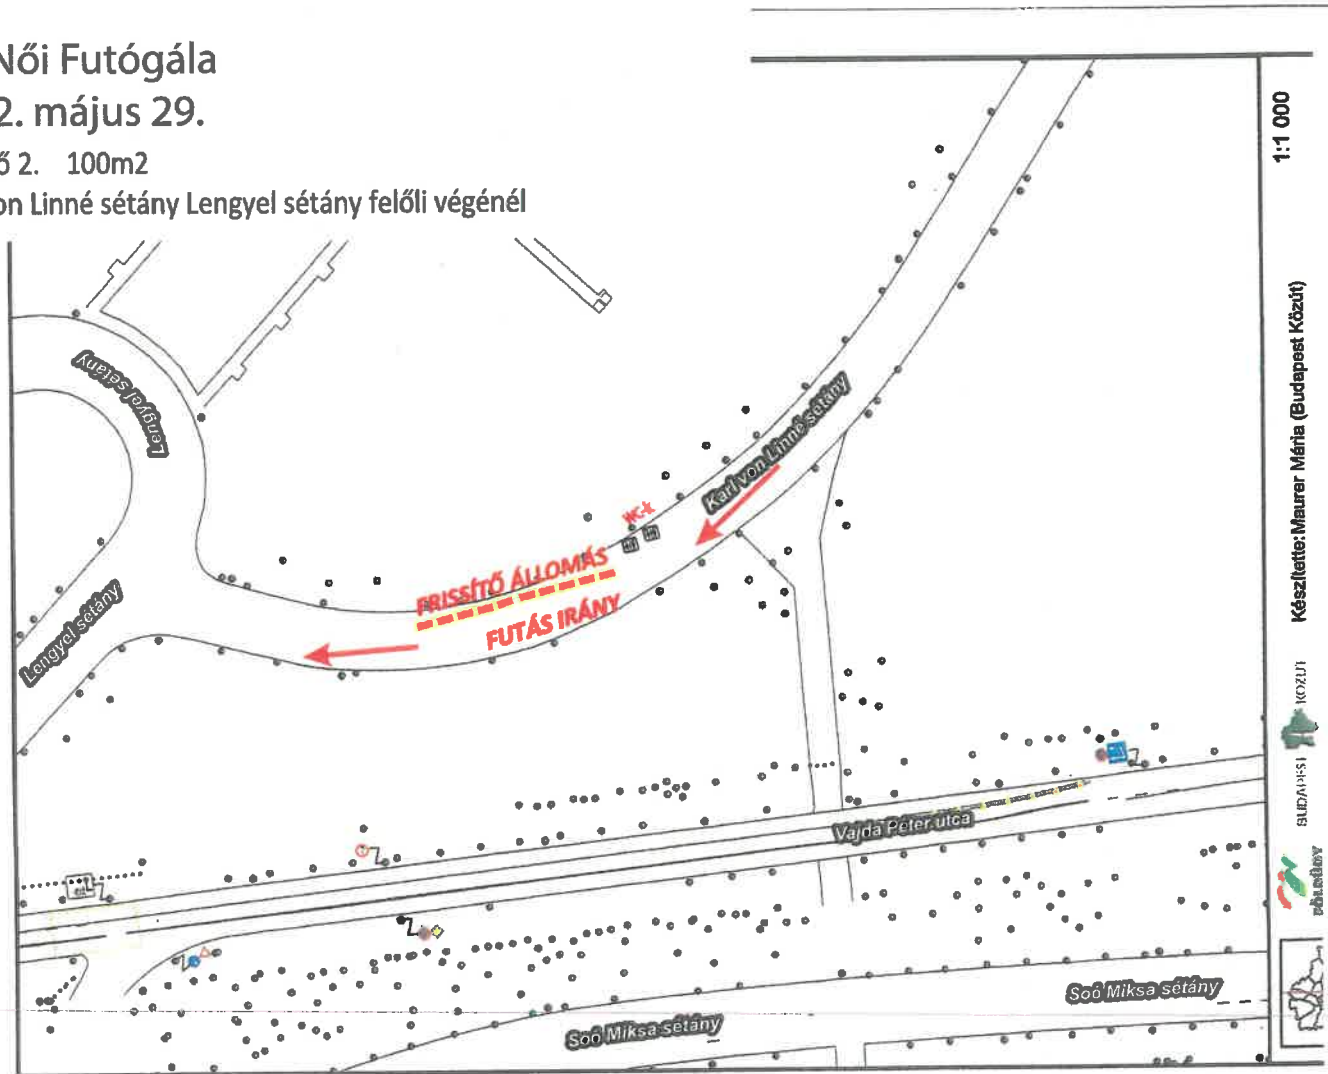 Női Futógála
2. május 29.
ő 2. 100m2
on Linné sétány Lengyel sétány felőli végénél
1:1 000
Készítette:Maurer Mária (Budapest Közút)
Lengyel sétány
Karl von Linné sétány
WC-k
FRISSÍTŐ ÁLLOMÁS
FUTÁS IRÁNY
Lengyel sétány
BUDAPEST KÖZÚT
Vajda Péter utca
Soó Miksa sétány
Soó Miksa sétány